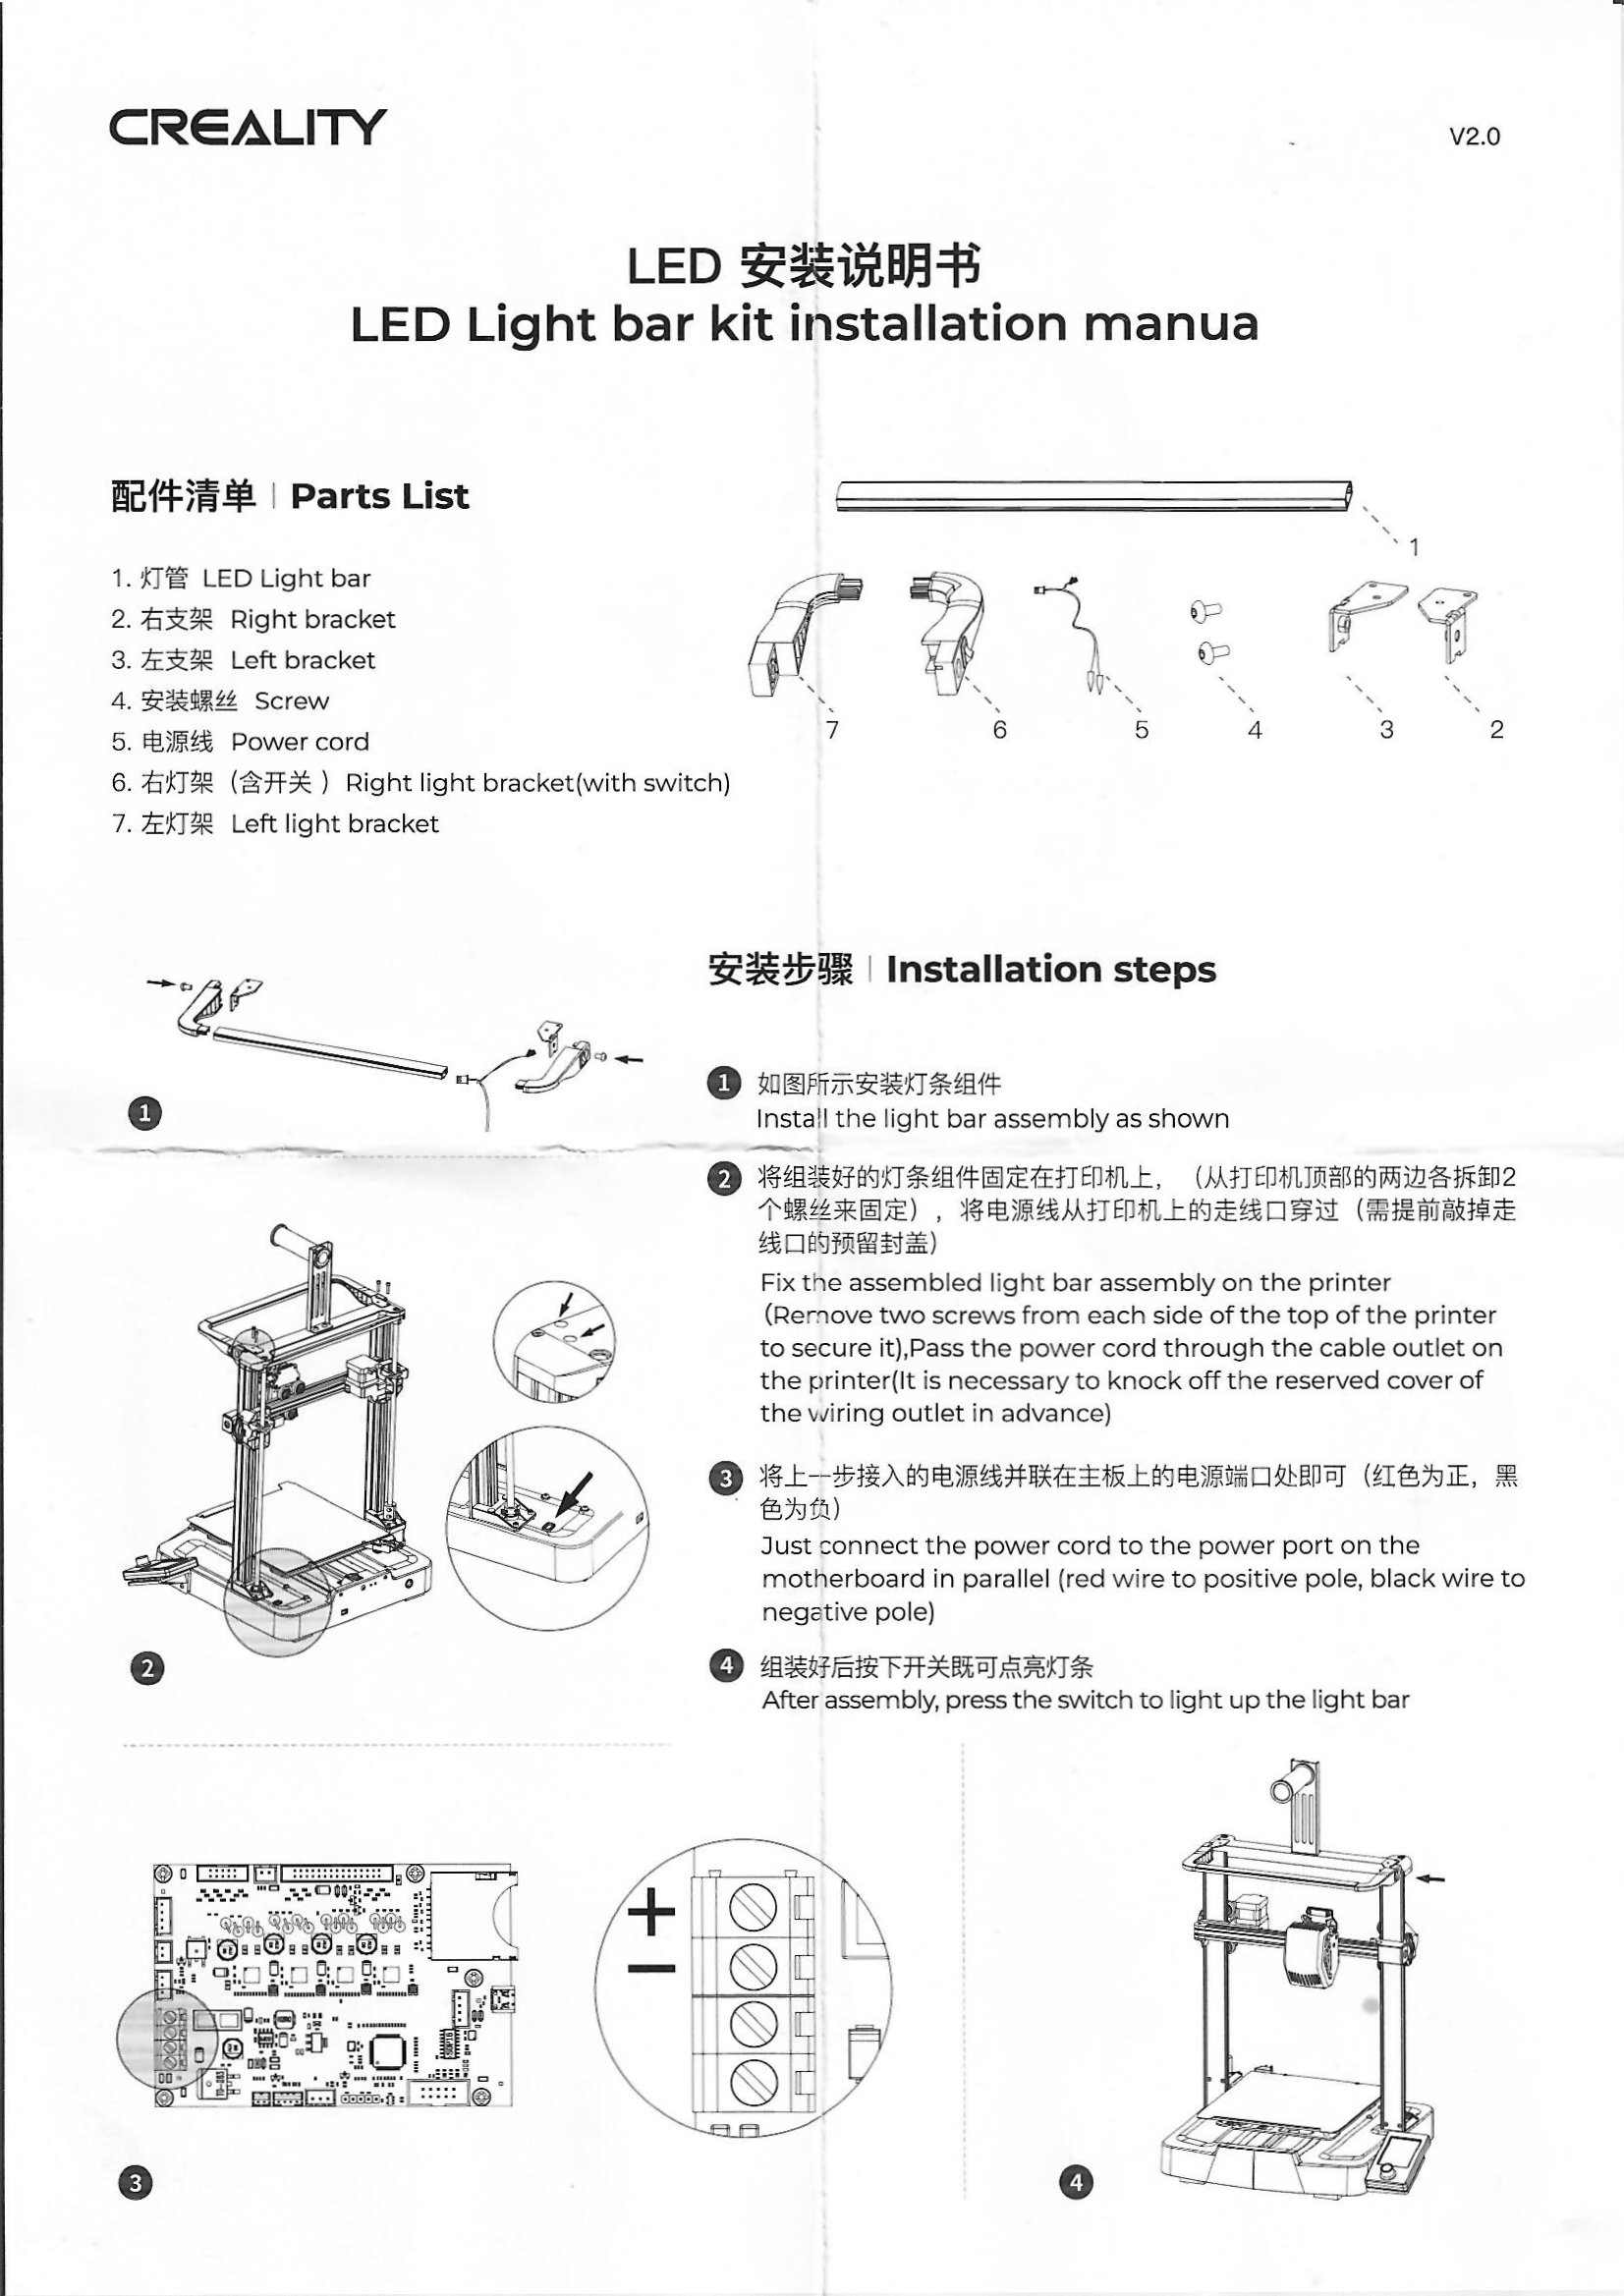 CREALITY
V2.0
LED 安装说明书
LED Light bar kit installation manua
配件清单 | Parts List
1. 灯管 LED Light bar
2. 右支架 Right bracket
3. 左支架 Left bracket
4. 安装螺丝 Screw
5. 电源线 Power cord
6. 右灯架（含开关 ）Right light bracket(with switch)
7. 左灯架 Left light bracket
1
7
6
5
4
3
2
1
安装步骤 | Installation steps
1 如图所示安装灯条组件
Install the light bar assembly as shown
2 将组装好的灯条组件固定在打印机上，（从打印机顶部的两边各拆卸2
个螺丝来固定），将电源线从打印机上的走线口穿过（需提前敲掉走
线口的预留封盖）
Fix the assembled light bar assembly on the printer
（Remove two screws from each side of the top of the printer
to secure it),Pass the power cord through the cable outlet on
the printer(It is necessary to knock off the reserved cover of
the wiring outlet in advance)
3 将上一步接入的电源线并联在主板上的电源端口处即可（红色为正，黑
色为负）
Just connect the power cord to the power port on the
motherboard in parallel (red wire to positive pole, black wire to
negative pole)
4 组装好后按下开关既可点亮灯条
After assembly, press the switch to light up the light bar
2
+
−
3
4